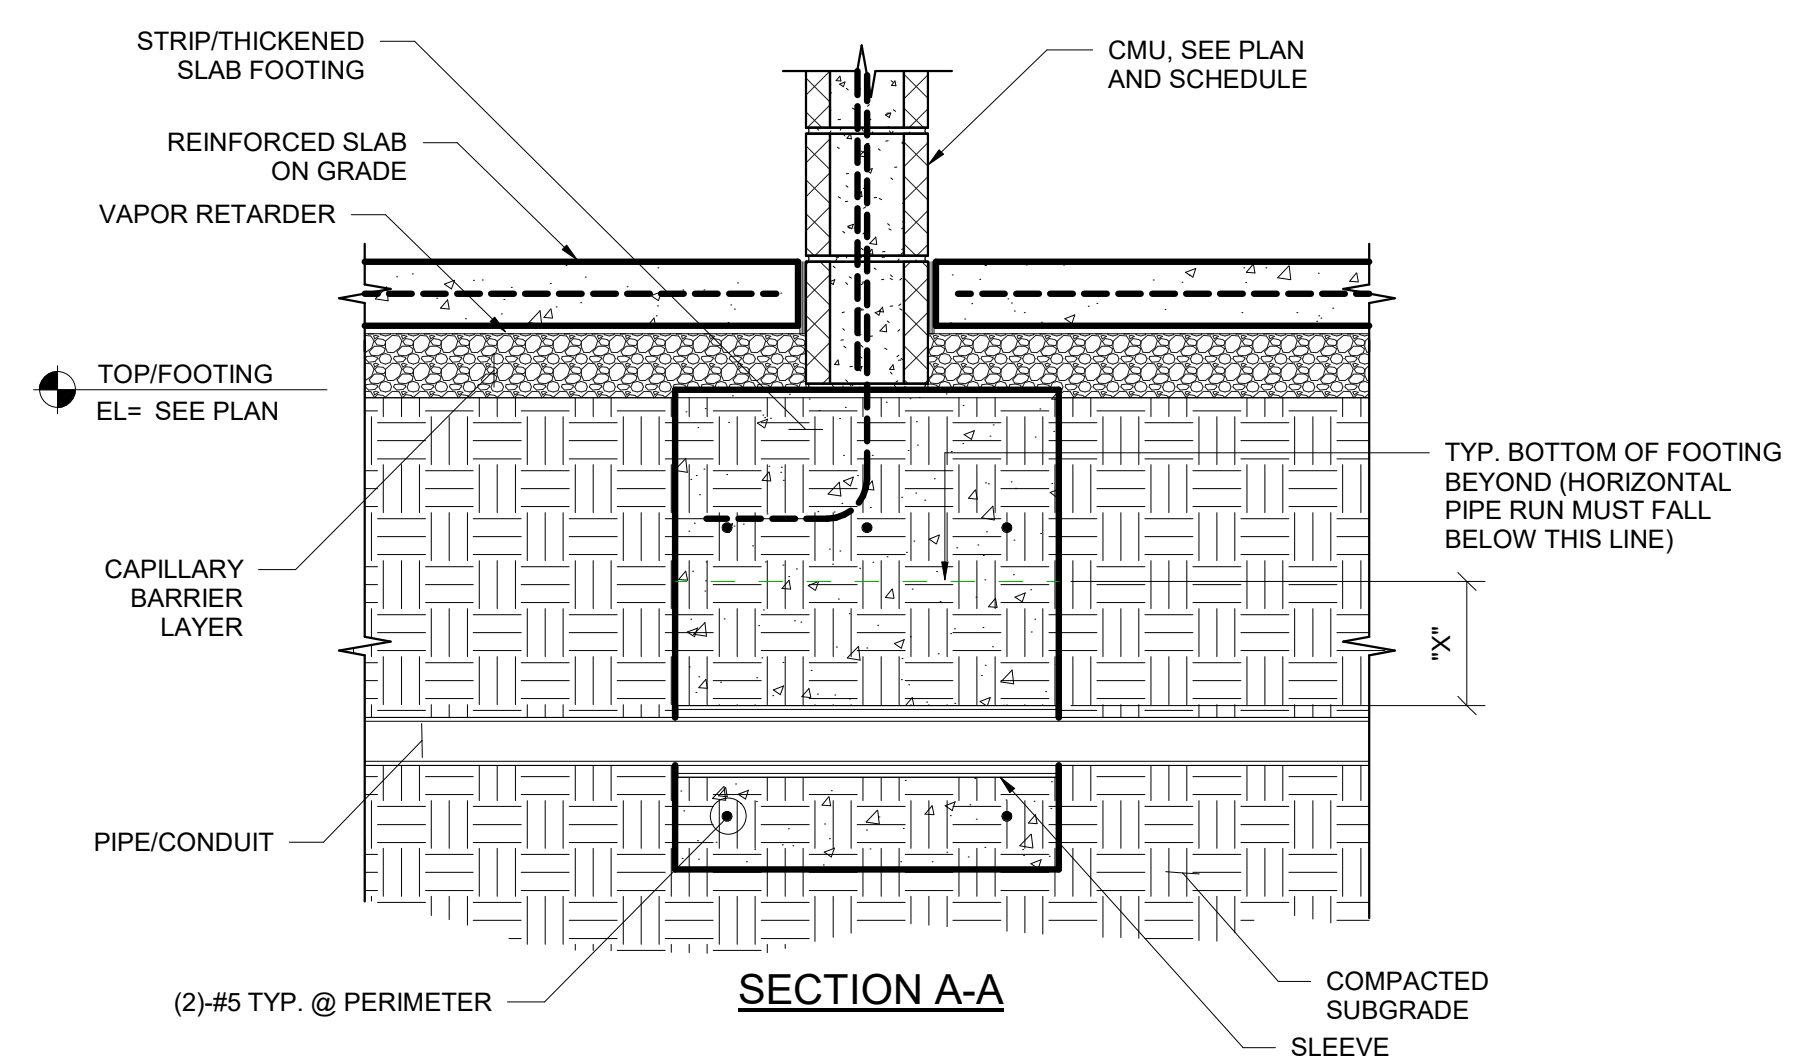 STRIP/THICKENED
SLAB FOOTING
CMU, SEE PLAN
AND SCHEDULE
REINFORCED SLAB
ON GRADE
VAPOR RETARDER
TOP/FOOTING
EL= SEE PLAN
TYP. BOTTOM OF FOOTING
BEYOND (HORIZONTAL
PIPE RUN MUST FALL
BELOW THIS LINE)
CAPILLARY
BARRIER
LAYER
"X"
PIPE/CONDUIT
(2)-#5 TYP. @ PERIMETER
SECTION A-A
COMPACTED
SUBGRADE
SLEEVE